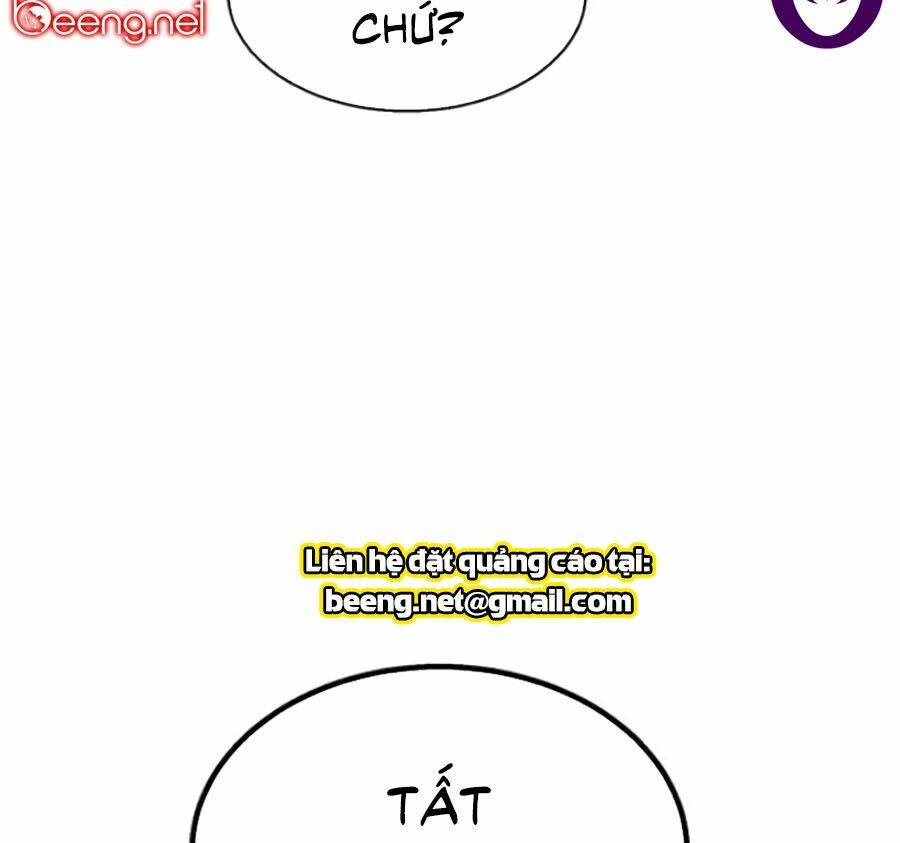 beeng.net
CHỨ?
Liên hệ đặt quảng cáo tại:
beeng.net@gmail.com
TẤT